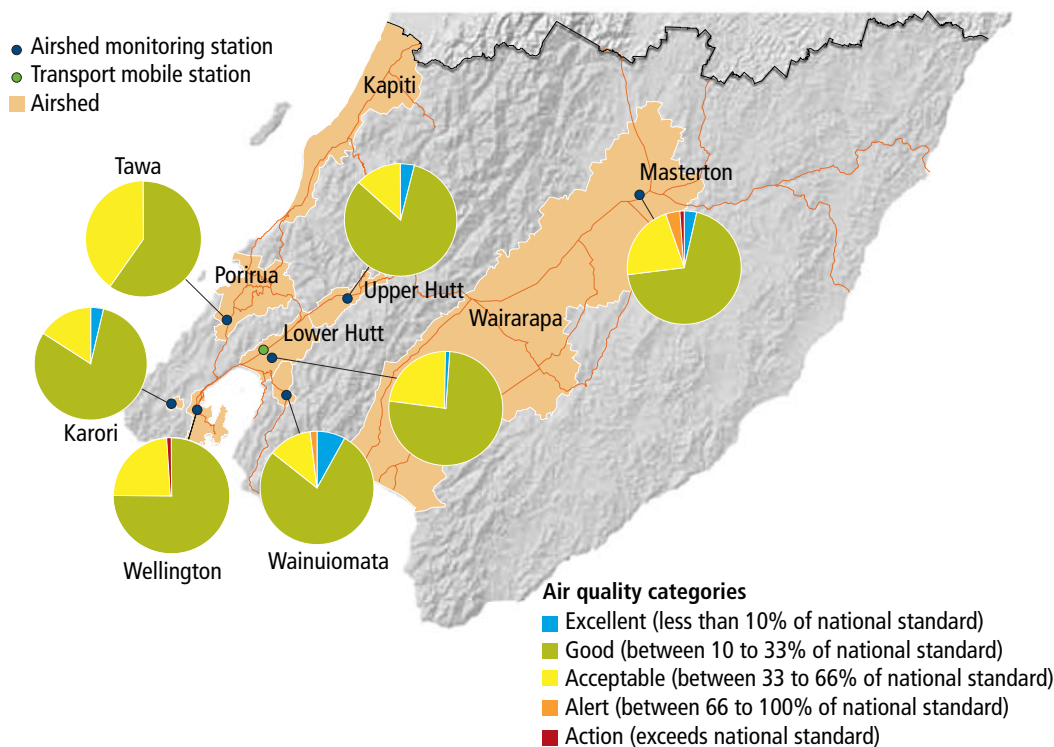 Airshed monitoring station
Transport mobile station
Airshed
Kapiti
Tawa
Masterton
Porirua
Upper Hutt
Lower Hutt
Wairarapa
Karori
Wellington
Wainuiomata
Air quality categories
Excellent (less than 10% of national standard)
Good (between 10 to 33% of national standard)
Acceptable (between 33 to 66% of national standard)
Alert (between 66 to 100% of national standard)
Action (exceeds national standard)